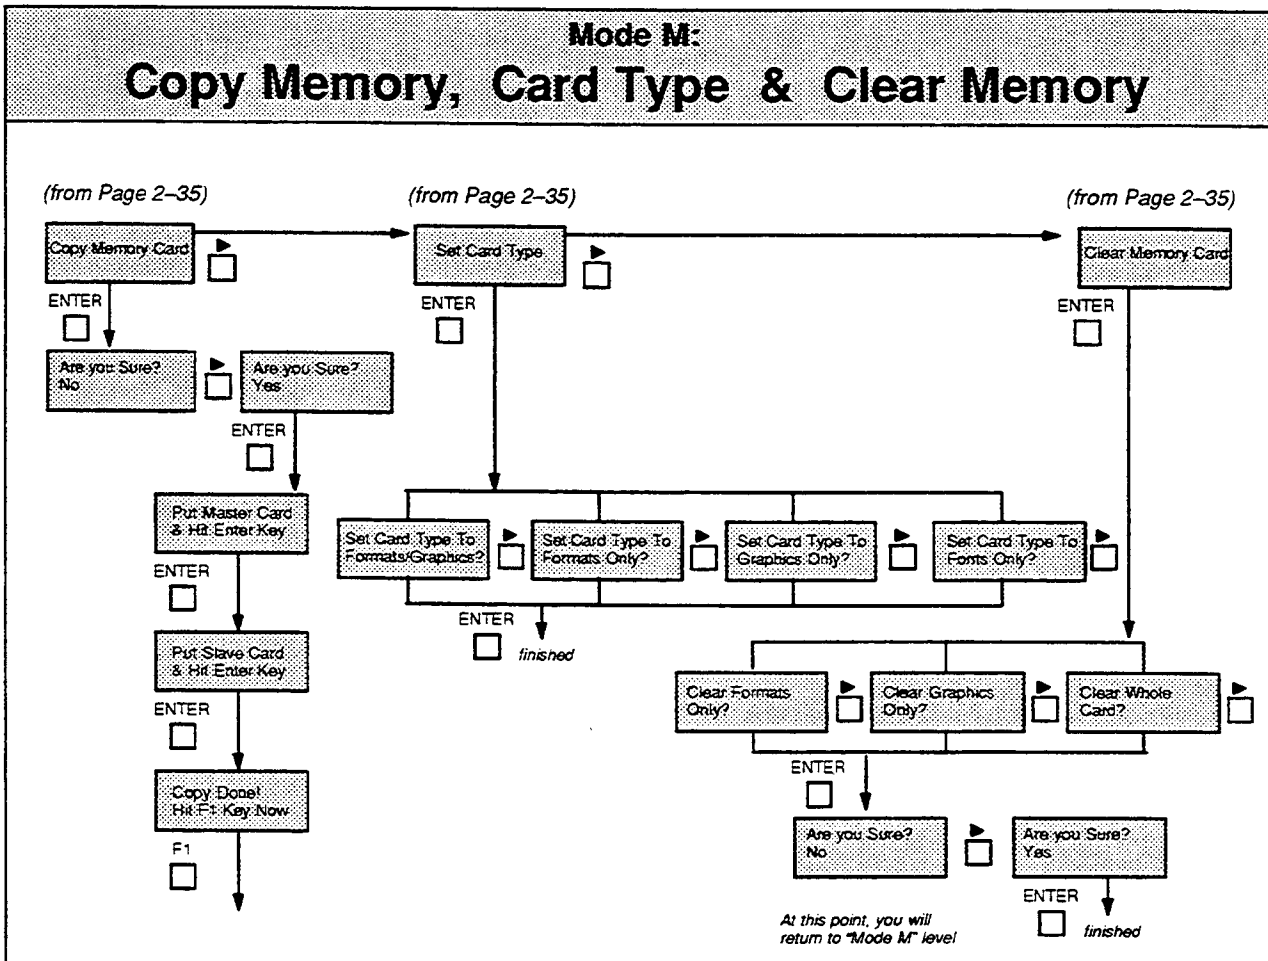 Mode M:
Copy Memory, Card Type & Clear Memory
(from Page 2–35)
(from Page 2–35)
(from Page 2–35)
Copy Memory Card
Set Card Type
Clear Memory Card
ENTER
ENTER
ENTER
Are you Sure?
No
Are you Sure?
Yes
ENTER
Put Master Card
& Hit Enter Key
Set Card Type To
Formats/Graphics?
Set Card Type To
Formats Only?
Set Card Type To
Graphics Only?
Set Card Type To
Fonts Only?
ENTER
ENTER
finished
Put Slave Card
& Hit Enter Key
Clear Formats
Only?
Clear Graphics
Only?
Clear Whole
Card?
ENTER
ENTER
Copy Done!
Hit F1 Key Now
Are you Sure?
No
Are you Sure?
Yes
F1
ENTER
finished
At this point, you will
return to "Mode M" level